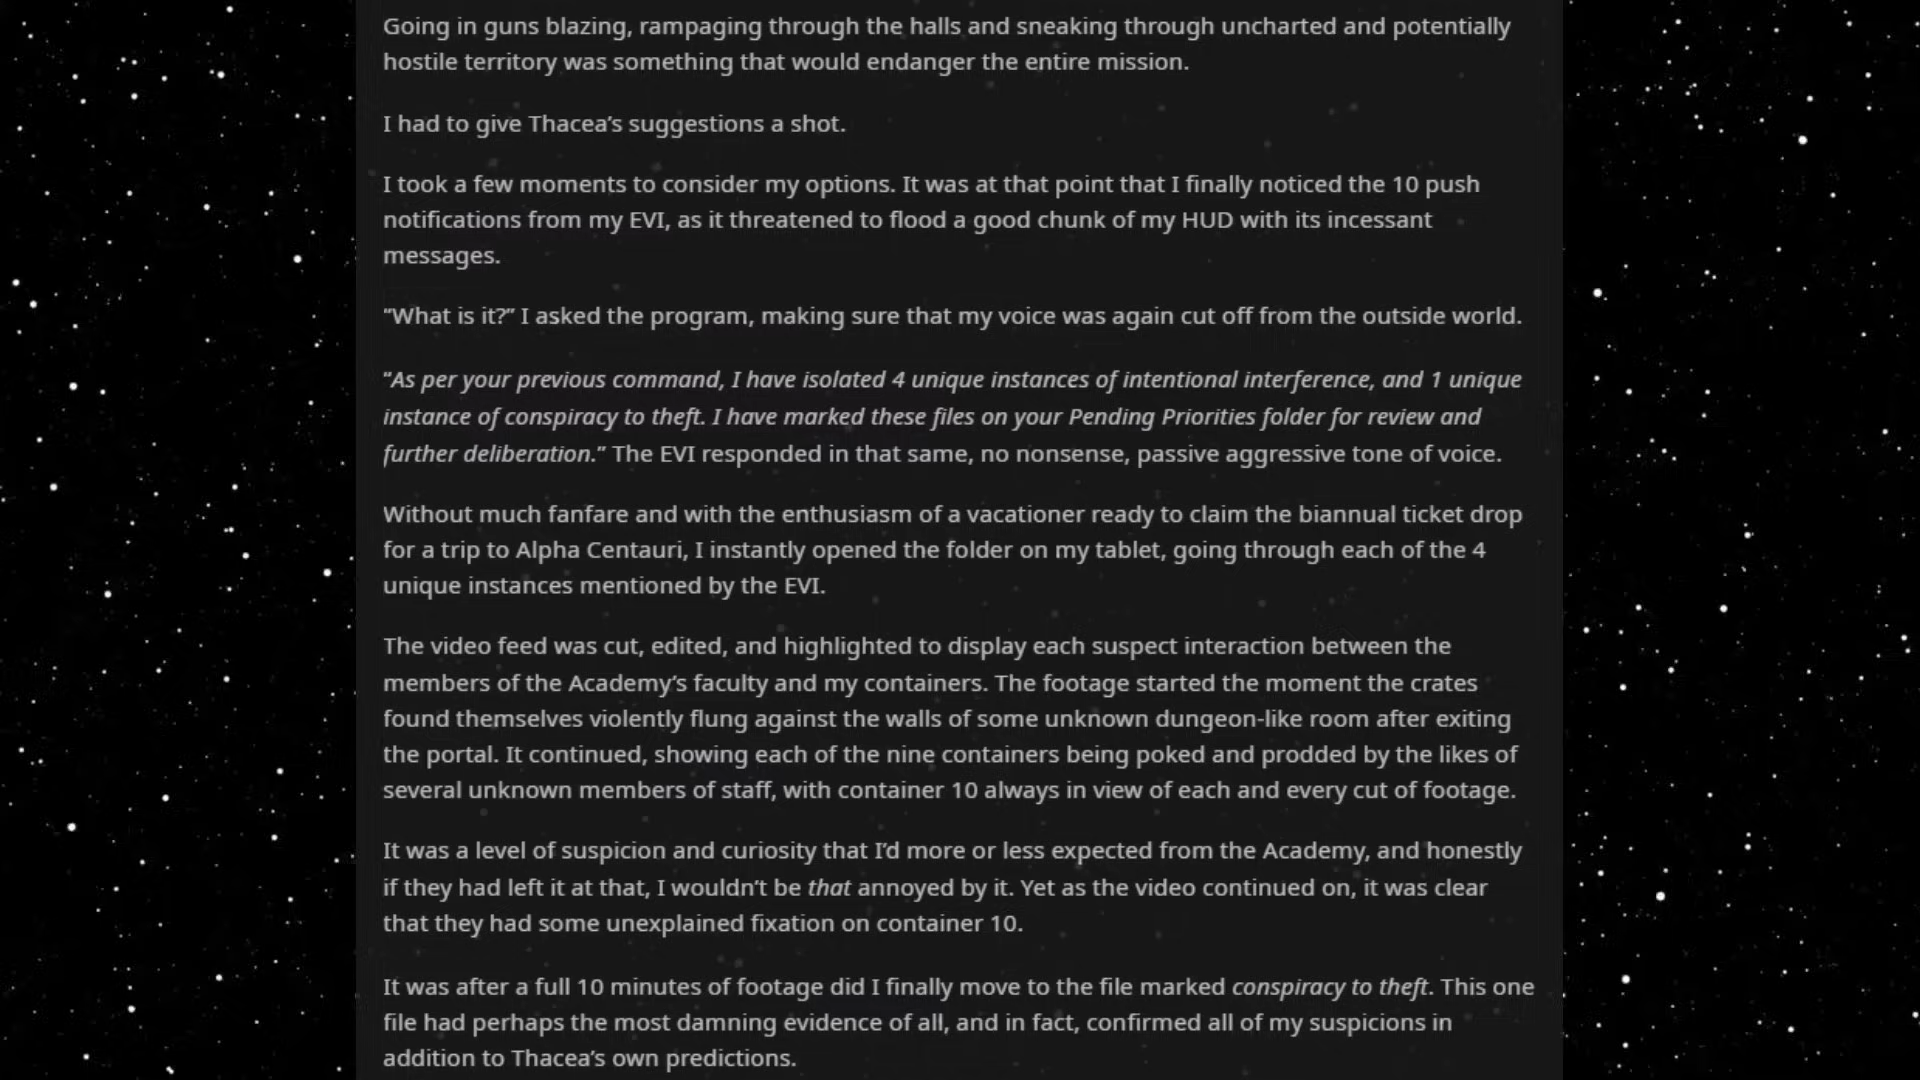 Going in guns blazing, rampaging through the halls and sneaking through uncharted and potentially
hostile territory was something that would endanger the entire mission.
I had to give Thacea’s suggestions a shot.
I took a few moments to consider my options. It was at that point that I finally noticed the 10 push
notifications from my EVI, as it threatened to flood a good chunk of my HUD with its incessant
messages.
“What is it?” I asked the program, making sure that my voice was again cut off from the outside world.
“As per your previous command, I have isolated 4 unique instances of intentional interference, and 1 unique
instance of conspiracy to theft. I have marked these files on your Pending Priorities folder for review and
further deliberation.” The EVI responded in that same, no nonsense, passive aggressive tone of voice.
Without much fanfare and with the enthusiasm of a vacationer ready to claim the biannual ticket drop
for a trip to Alpha Centauri, I instantly opened the folder on my tablet, going through each of the 4
unique instances mentioned by the EVI.
The video feed was cut, edited, and highlighted to display each suspect interaction between the
members of the Academy’s faculty and my containers. The footage started the moment the crates
found themselves violently flung against the walls of some unknown dungeon-like room after exiting
the portal. It continued, showing each of the nine containers being poked and prodded by the likes of
several unknown members of staff, with container 10 always in view of each and every cut of footage.
It was a level of suspicion and curiosity that I’d more or less expected from the Academy, and honestly
if they had left it at that, I wouldn’t be that annoyed by it. Yet as the video continued on, it was clear
that they had some unexplained fixation on container 10.
It was after a full 10 minutes of footage did I finally move to the file marked conspiracy to theft. This one
file had perhaps the most damning evidence of all, and in fact, confirmed all of my suspicions in
addition to Thacea’s own predictions.